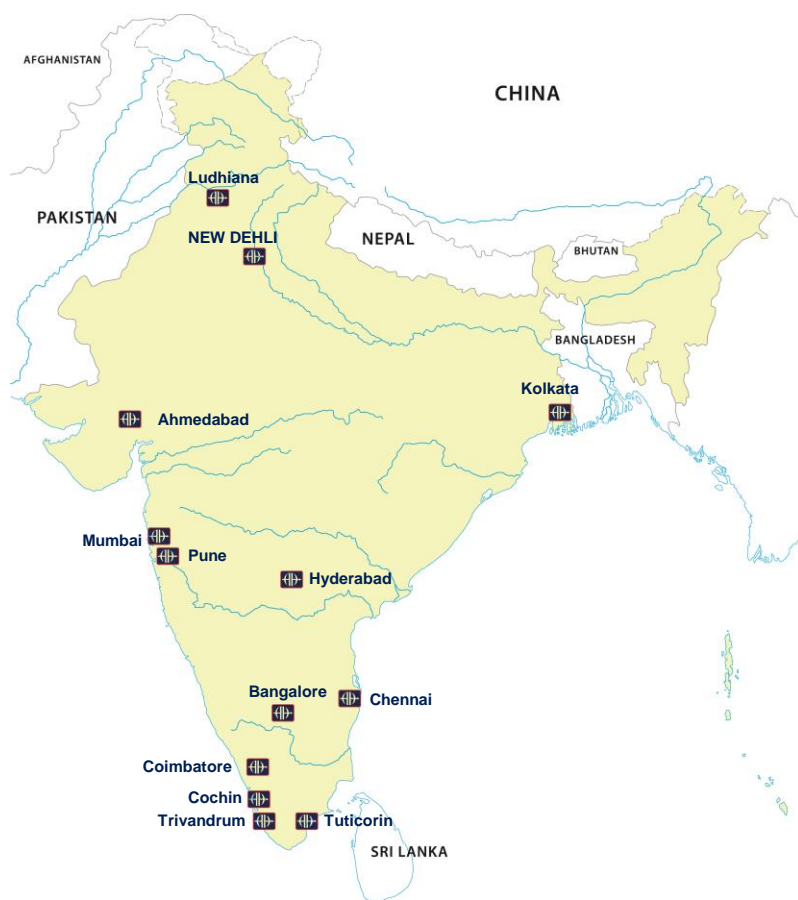 AFGHANISTAN
CHINA
Ludhiana
PAKISTAN
NEW DEHLI
NEPAL
BHUTAN
BANGLADESH
Kolkata
Ahmedabad
Mumbai
Pune
Hyderabad
Bangalore
Chennai
Coimbatore
Cochin
Trivandrum
Tuticorin
SRI LANKA